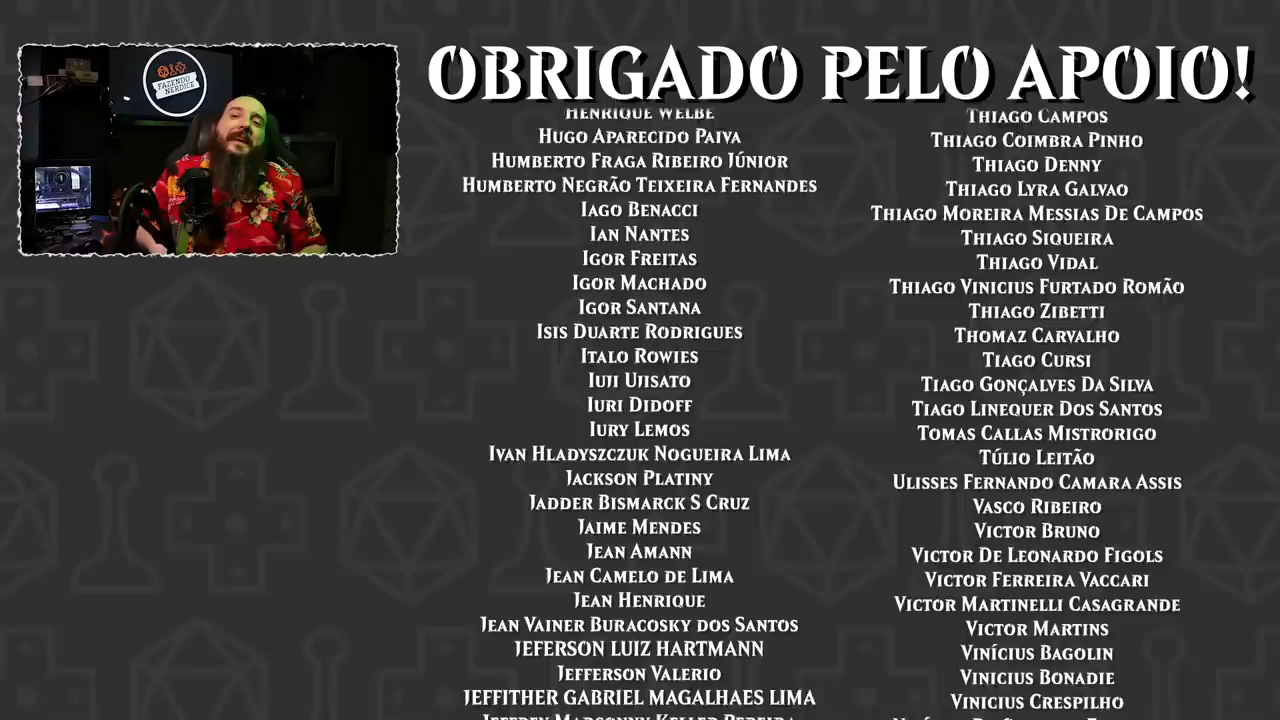 FAZENDO
NERDICE
OBRIGADO PELO APOIO!
HENRIQUE WELBE
HUGO APARECIDO PAIVA
HUMBERTO FRAGA RIBEIRO JÚNIOR
HUMBERTO NEGRÃO TEIXEIRA FERNANDES
IAGO BENACCI
IAN NANTES
IGOR FREITAS
IGOR MACHADO
IGOR SANTANA
ISIS DUARTE RODRIGUES
ITALO ROWIES
IUJI UJISATO
IURI DIDOFF
IURY LEMOS
IVAN HLADYSZCZUK NOGUEIRA LIMA
JACKSON PLATINY
JADDER BISMARCK S CRUZ
JAIME MENDES
JEAN AMANN
JEAN CAMELO DE LIMA
JEAN HENRIQUE
JEAN VAINER BURACOSKY DOS SANTOS
JEFERSON LUIZ HARTMANN
JEFFERSON VALERIO
JEFFITHER GABRIEL MAGALHAES LIMA
JEFFREY MARSONNY KELLER PEREIRA
THIAGO CAMPOS
THIAGO COIMBRA PINHO
THIAGO DENNY
THIAGO LYRA GALVAO
THIAGO MOREIRA MESSIAS DE CAMPOS
THIAGO SIQUEIRA
THIAGO VIDAL
THIAGO VINICIUS FURTADO ROMÃO
THIAGO ZIBETTI
THOMAZ CARVALHO
TIAGO CURSI
TIAGO GONÇALVES DA SILVA
TIAGO LINEQUER DOS SANTOS
TOMAS CALLAS MISTRORIGO
TÚLIO LEITÃO
ULISSES FERNANDO CAMARA ASSIS
VASCO RIBEIRO
VICTOR BRUNO
VICTOR DE LEONARDO FIGOLS
VICTOR FERREIRA VACCARI
VICTOR MARTINELLI CASAGRANDE
VICTOR MARTINS
VINÍCIUS BAGOLIN
VINICIUS BONADIE
VINICIUS CRESPILHO